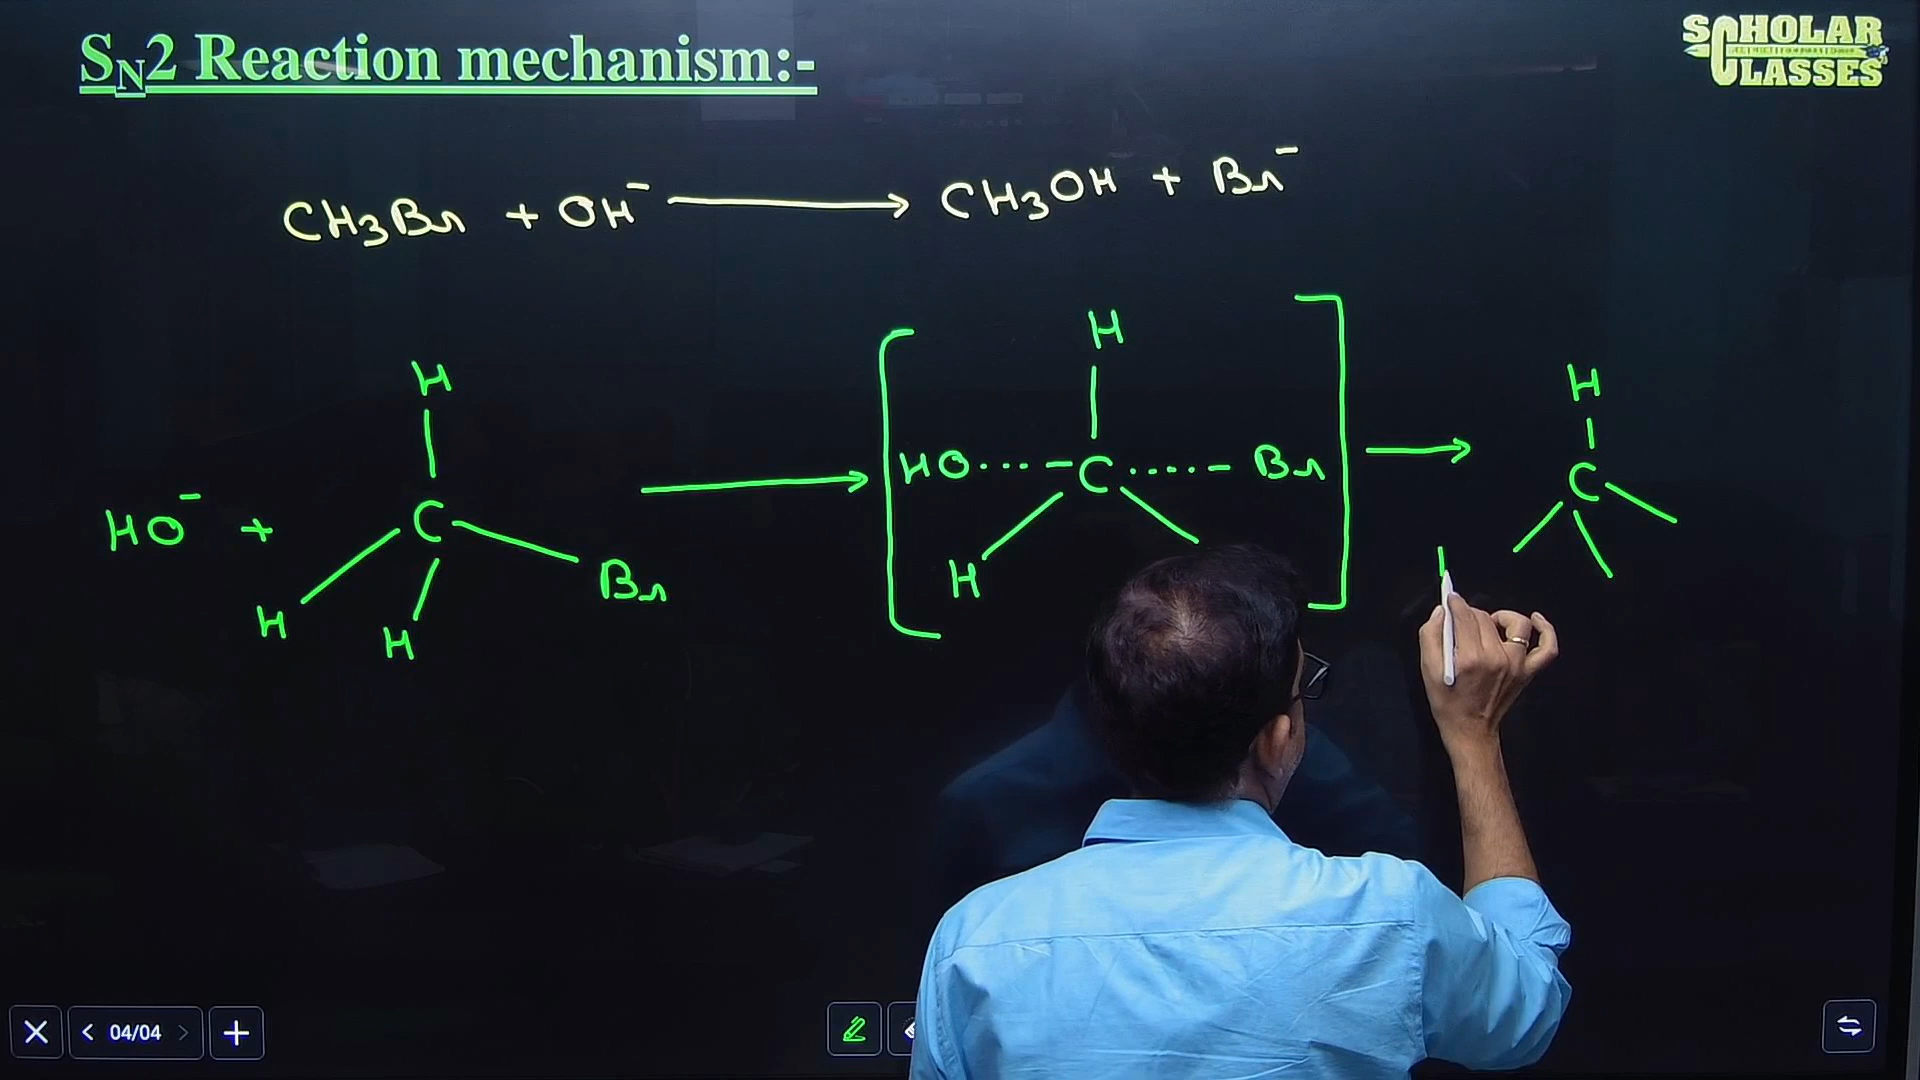 SCHOLAR
CLASSES
SN2 Reaction mechanism:-
CH3Br + OH⁻ → CH3OH + Br⁻
H
H
H
HO⁻ +
C
Br
H
H
HO
C
Br
H
C
H
04/04